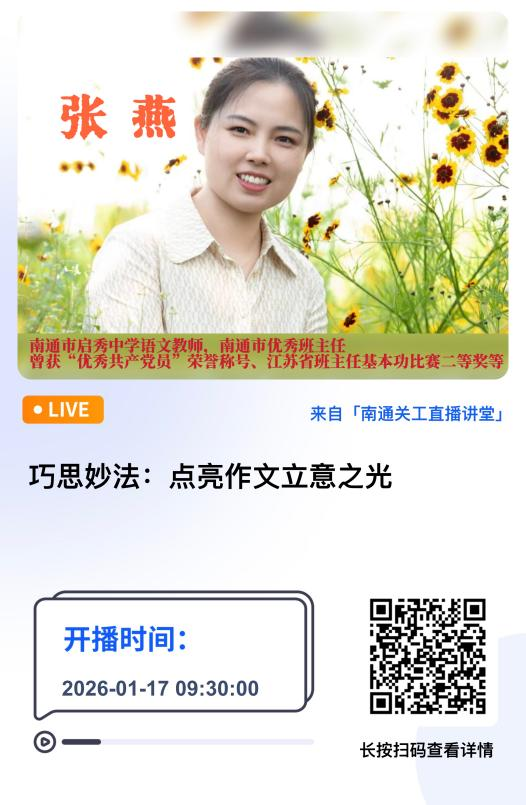 张 燕
南通市启秀中学语文教师，南通市优秀班主任
曾获“优秀共产党员”荣誉称号、江苏省班主任基本功比赛二等奖等
LIVE
来自「南通关工直播讲堂」
巧思妙法：点亮作文立意之光
开播时间：
2026-01-17 09:30:00
长按扫码查看详情